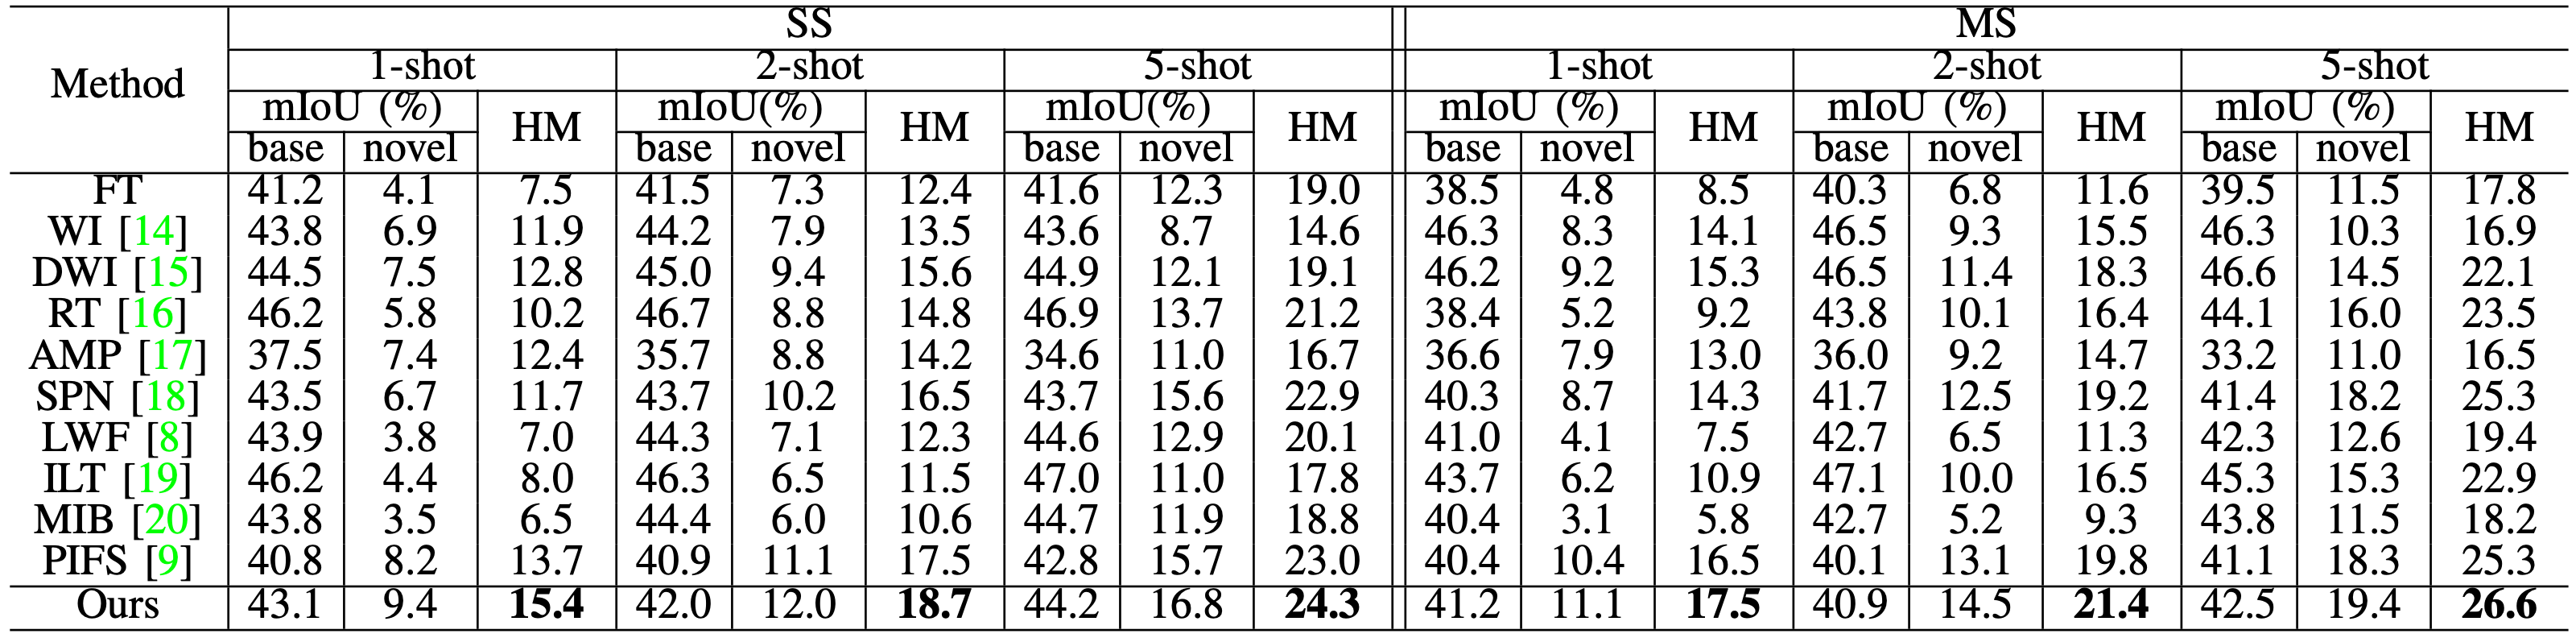 Method SS MS
1-shot 2-shot 5-shot 1-shot 2-shot 5-shot
mIoU (%) HM mIoU(%) HM mIoU(%) HM mIoU (%) HM mIoU (%) HM mIoU (%) HM
base novel base novel base novel base novel base novel base novel
FT 41.2 4.1 7.5 41.5 7.3 12.4 41.6 12.3 19.0 38.5 4.8 8.5 40.3 6.8 11.6 39.5 11.5 17.8
WI [14] 43.8 6.9 11.9 44.2 7.9 13.5 43.6 8.7 14.6 46.3 8.3 14.1 46.5 9.3 15.5 46.3 10.3 16.9
DWI [15] 44.5 7.5 12.8 45.0 9.4 15.6 44.9 12.1 19.1 46.2 9.2 15.3 46.5 11.4 18.3 46.6 14.5 22.1
RT [16] 46.2 5.8 10.2 46.7 8.8 14.8 46.9 13.7 21.2 38.4 5.2 9.2 43.8 10.1 16.4 44.1 16.0 23.5
AMP [17] 37.5 7.4 12.4 35.7 8.8 14.2 34.6 11.0 16.7 36.6 7.9 13.0 36.0 9.2 14.7 33.2 11.0 16.5
SPN [18] 43.5 6.7 11.7 43.7 10.2 16.5 43.7 15.6 22.9 40.3 8.7 14.3 41.7 12.5 19.2 41.4 18.2 25.3
LWF [8] 43.9 3.8 7.0 44.3 7.1 12.3 44.6 12.9 20.1 41.0 4.1 7.5 42.7 6.5 11.3 42.3 12.6 19.4
ILT [19] 46.2 4.4 8.0 46.3 6.5 11.5 47.0 11.0 17.8 43.7 6.2 10.9 47.1 10.0 16.5 45.3 15.3 22.9
MIB [20] 43.8 3.5 6.5 44.4 6.0 10.6 44.7 11.9 18.8 40.4 3.1 5.8 42.7 5.2 9.3 43.8 11.5 18.2
PIFS [9] 40.8 8.2 13.7 40.9 11.1 17.5 42.8 15.7 23.0 40.4 10.4 16.5 40.1 13.1 19.8 41.1 18.3 25.3
Ours 43.1 9.4 15.4 42.0 12.0 18.7 44.2 16.8 24.3 41.2 11.1 17.5 40.9 14.5 21.4 42.5 19.4 26.6